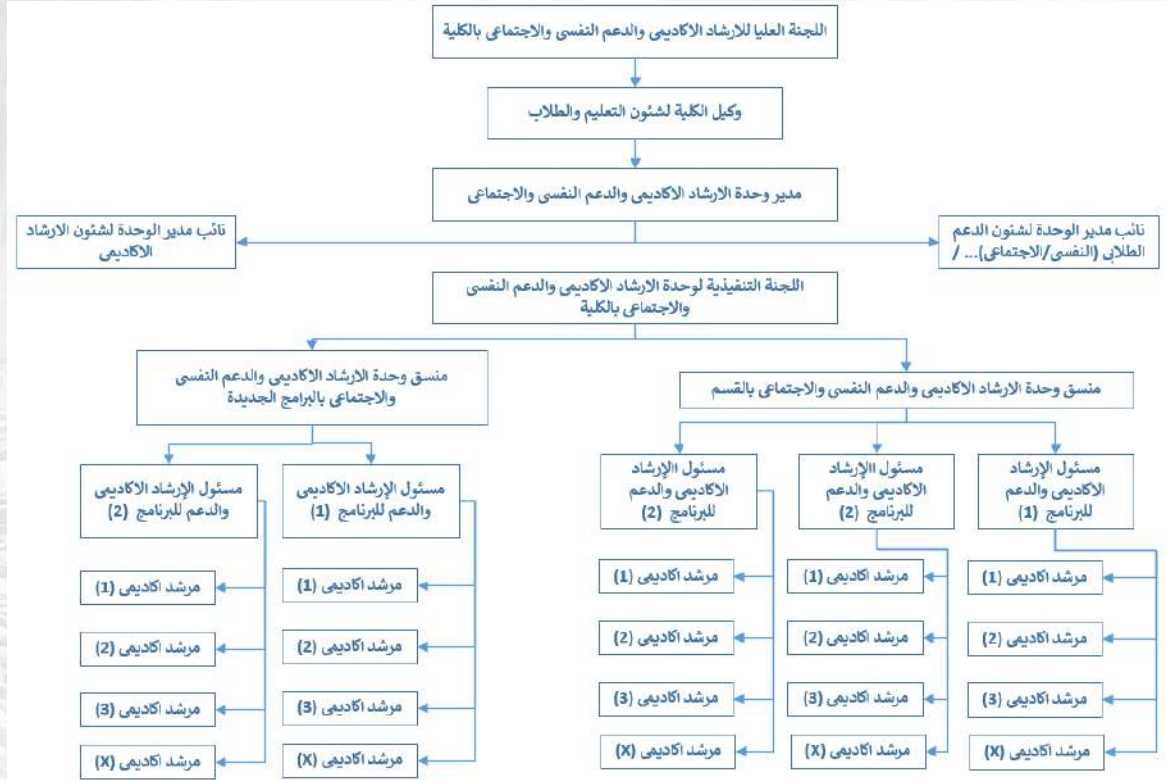 اللجنة العليا للارشاد الاكاديمى والدعم النفسى والاجتماعى بالكلية
وكيل الكلية لشئون التعليم والطلاب
مدير وحدة الارشاد الاكاديمى والدعم النفسى والاجتماعى
نائب مدير الوحدة لشئون الدعم
الطلابى (النفسى/الاجتماعى)... /
نائب مدير الوحدة لشئون الارشاد
الاكاديمى
اللجنة التنفيذية لوحدة الارشاد الاكاديمى والدعم النفسى
والاجتماعى بالكلية
منسق وحدة الارشاد الاكاديمى والدعم النفسى والاجتماعى بالقسم
منسق وحدة الارشاد الاكاديمى والدعم النفسى
والاجتماعى بالبرامج الجديدة
مسئول الإرشاد
الاكاديمى والدعم
للبرنامج (1)
مسئول االإرشاد
الاكاديمى والدعم
للبرنامج (2)
مسئول االإرشاد
الاكاديمى والدعم
للبرنامج (2)
مسئول الإرشاد الاكاديمى
والدعم للبرنامج (1)
مسئول الإرشاد الاكاديمى
والدعم للبرنامج (2)
مرشد اكاديمى (1)
مرشد اكاديمى (1)
مرشد اكاديمى (1)
مرشد اكاديمى (1)
مرشد اكاديمى (1)
مرشد اكاديمى (2)
مرشد اكاديمى (2)
مرشد اكاديمى (2)
مرشد اكاديمى (2)
مرشد اكاديمى (2)
مرشد اكاديمى (3)
مرشد اكاديمى (3)
مرشد اكاديمى (3)
مرشد اكاديمى (3)
مرشد اكاديمى (3)
مرشد اكاديمى (X)
مرشد اكاديمى (X)
مرشد اكاديمى (X)
مرشد اكاديمى (X)
مرشد اكاديمى (X)